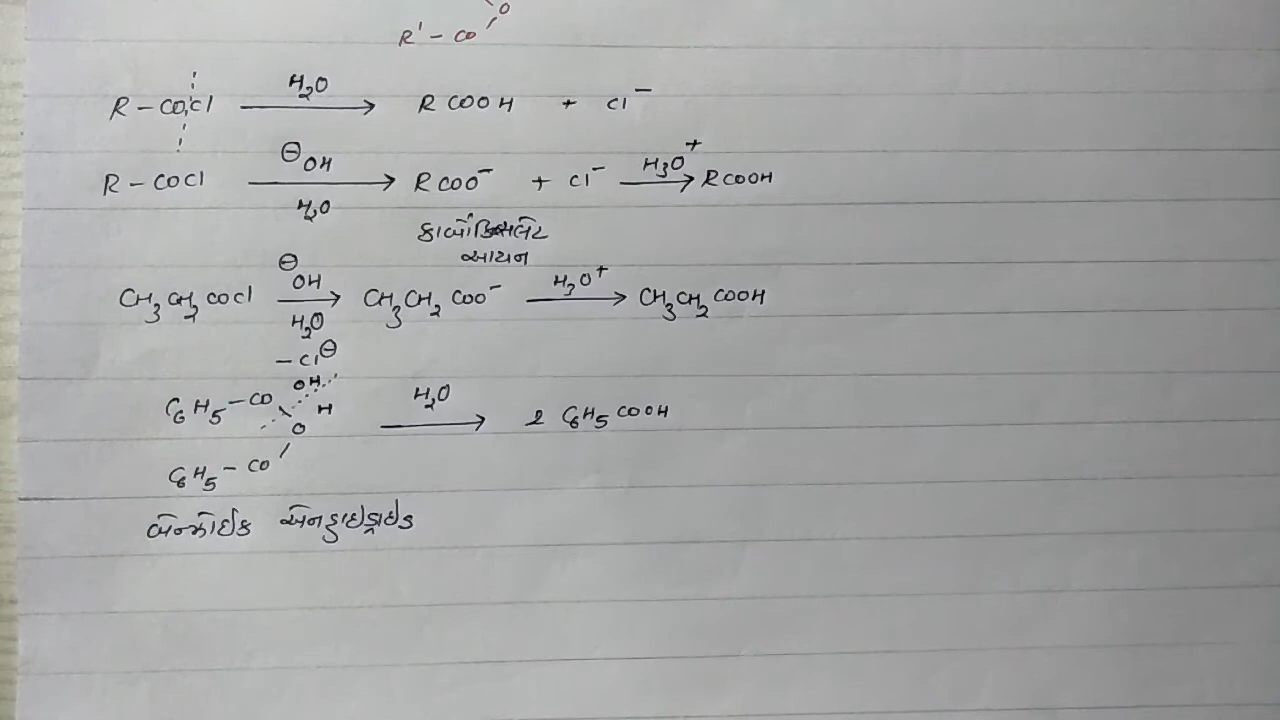 O
R' - CO
R - COCl H2O → RCOOH + Cl⁻
R - COCl ⊖OH H2O → RCOO⁻ + Cl⁻ H3O⁺ → RCOOH
કાર્બોક્સિલેટ
આયન
CH3CH2COCl ⊖OH H2O → CH3CH2COO⁻ H3O⁺ → CH3CH2COOH
- Cl⊖
C6H5 - CO OH H O H2O → 2 C6H5COOH
C6H5 - CO
બેન્ઝોઈક એનહાઇડ્રાઇડ